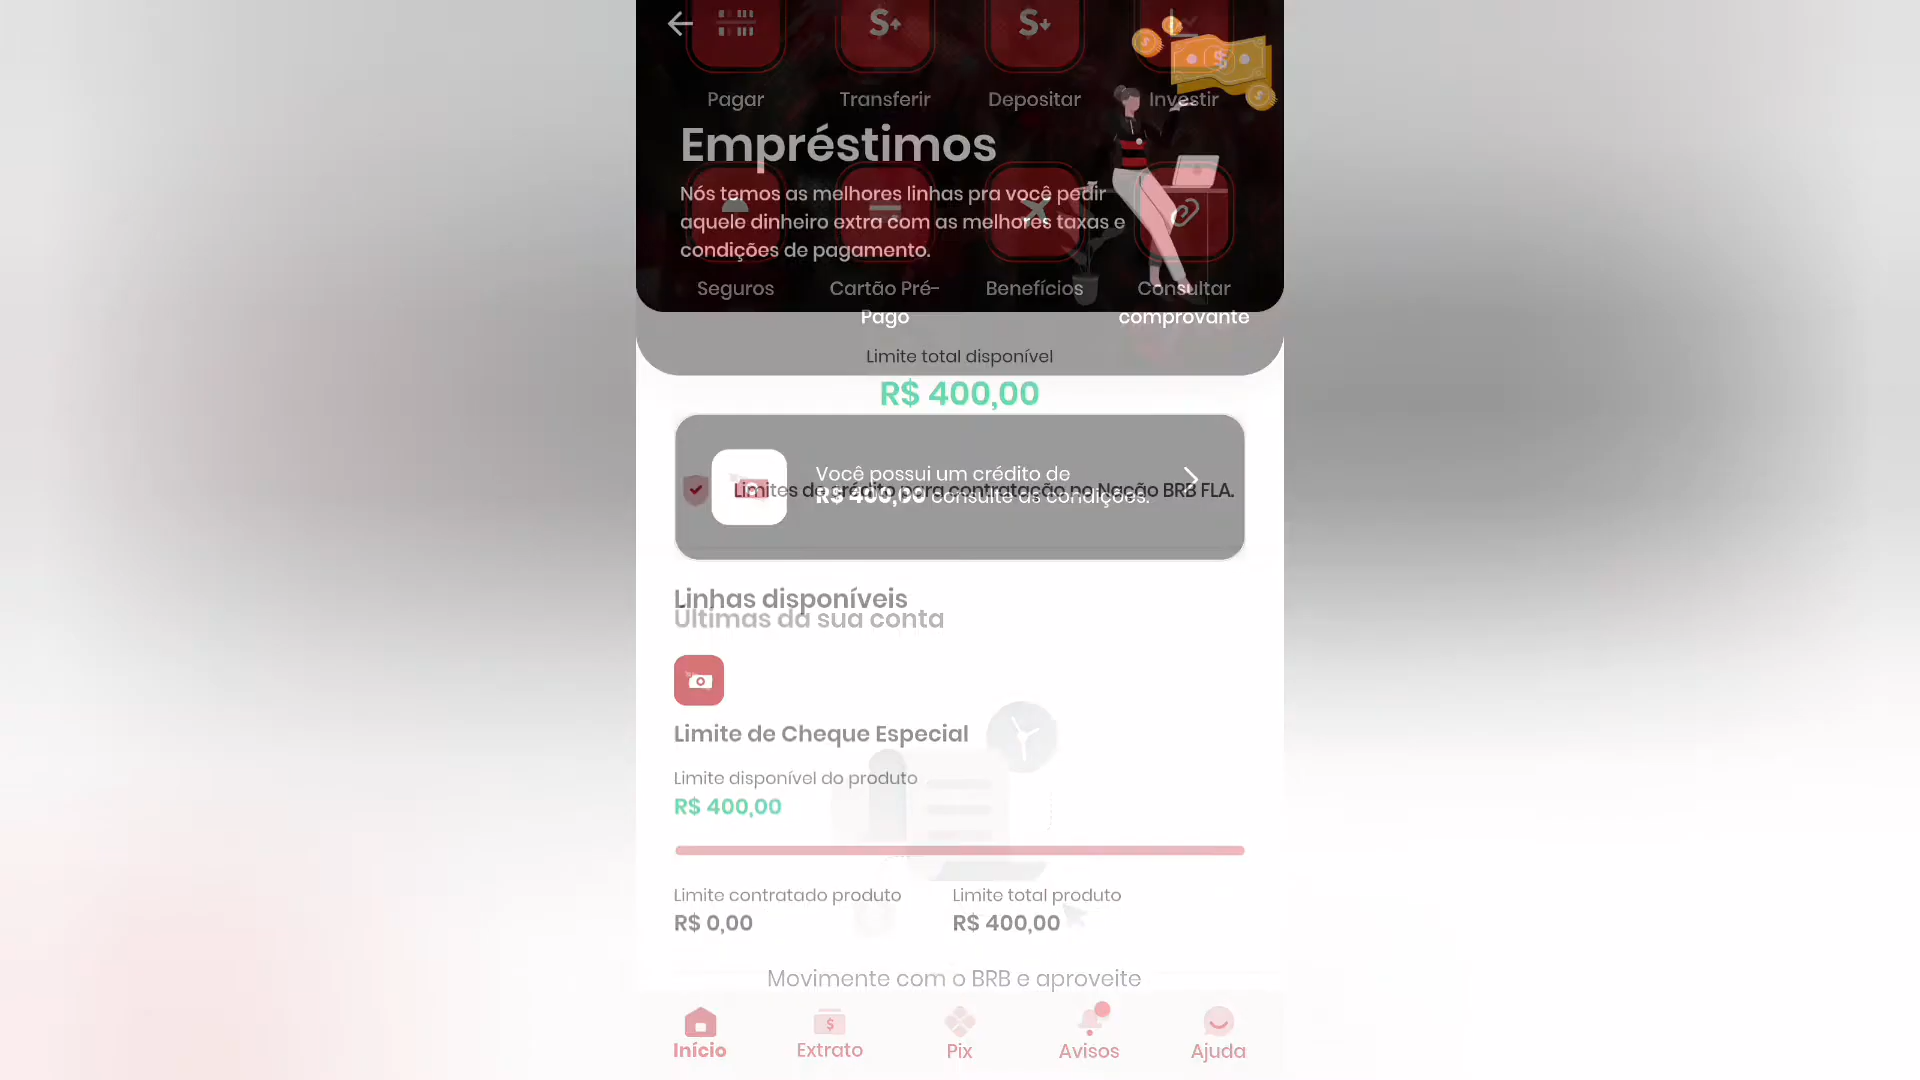 Pagar
Transferir
Depositar
Investir
Empréstimos
Nós temos as melhores linhas pra você pedir
aquele dinheiro extra com as melhores taxas e
condições de pagamento.
Seguros
Cartão Pré-
Pago
Benefícios
Consultar
comprovante
Limite total disponível
R$ 400,00
Você possui um crédito de
R$ 400,00 consulte as condições.
Limites de crédito para contratação no Nação BRB FLA.
Linhas disponíveis
Últimas da sua conta
Limite de Cheque Especial
Limite disponível do produto
R$ 400,00
Limite contratado produto
R$ 0,00
Limite total produto
R$ 400,00
Movimente com o BRB e aproveite
Início
Extrato
Pix
Avisos
Ajuda